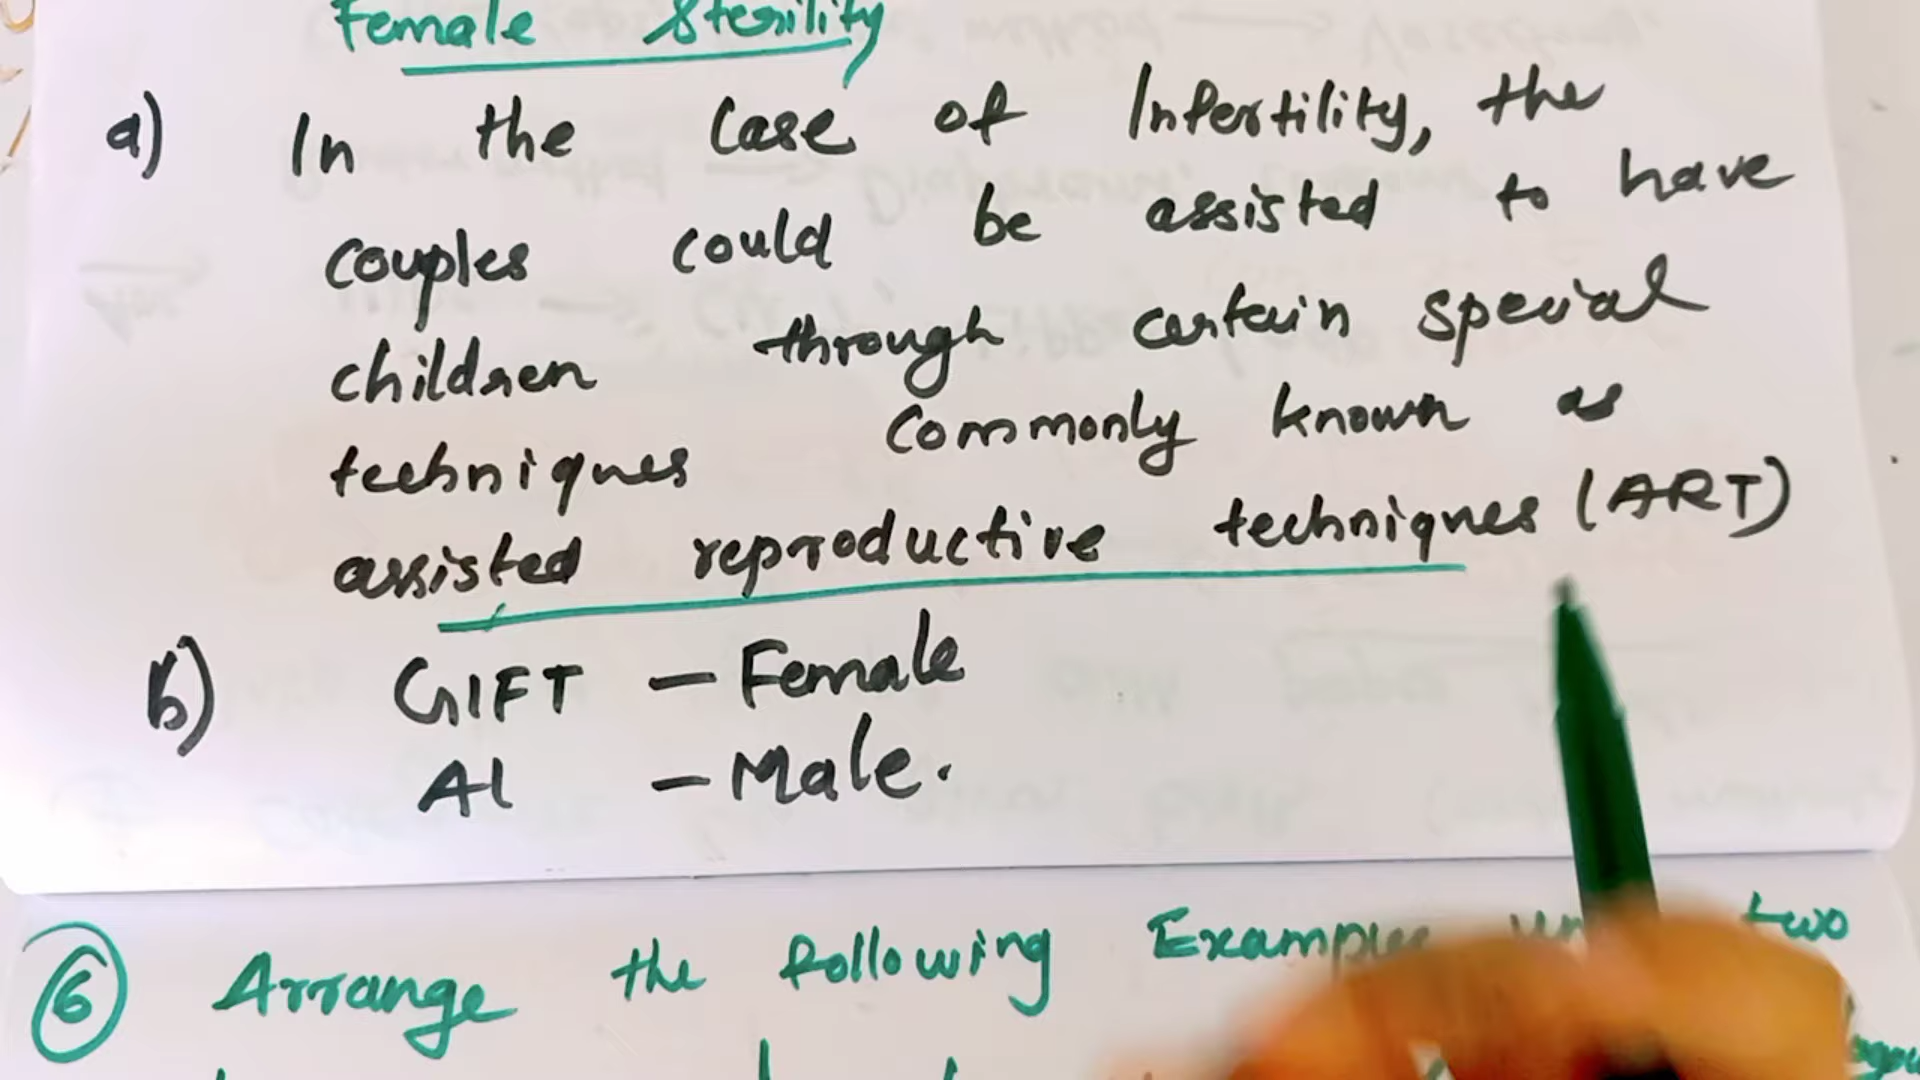 Female Sterility
a) In the Case of Infertility, the
couples could be assisted to have
children through certain special
techniques Commonly known as
assisted reproductive techniques (ART)
b) GIFT - Female
AI - Male.
6 Arrange the following Examples two